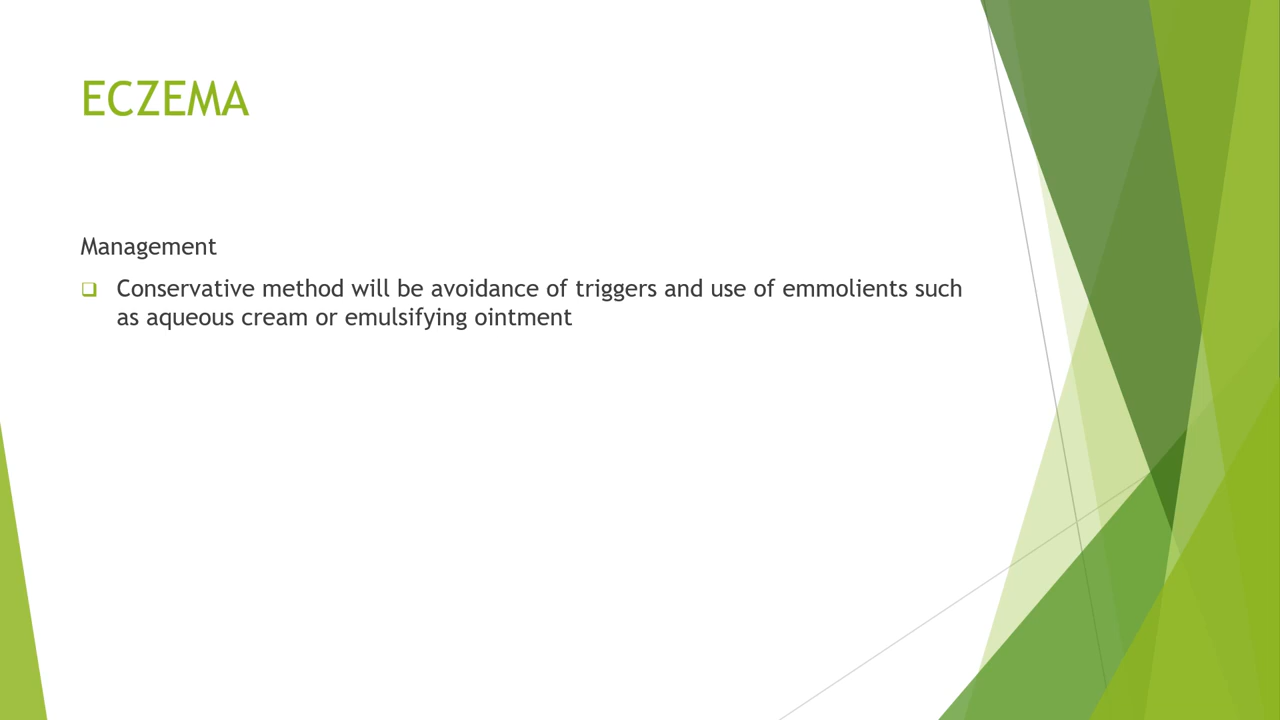 ECZEMA
Management
Conservative method will be avoidance of triggers and use of emmolients such
as aqueous cream or emulsifying ointment